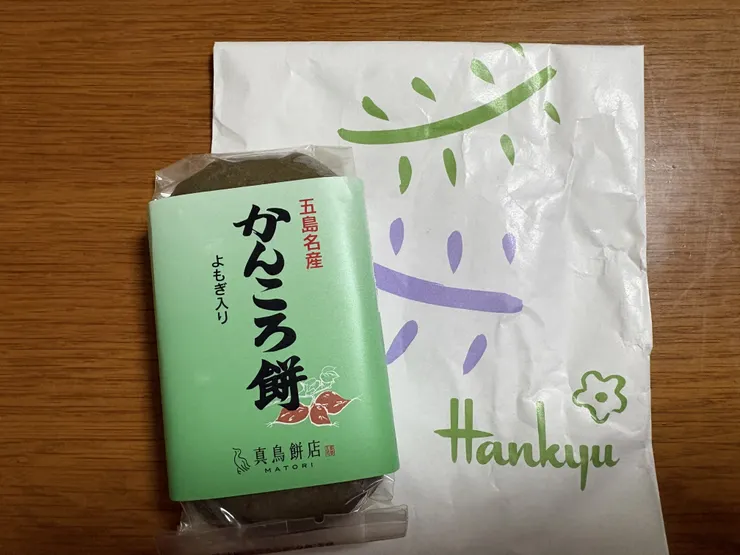 五島名産
かんころ餅
よもぎ入り
真鳥餅店
MATORI
Hankyu